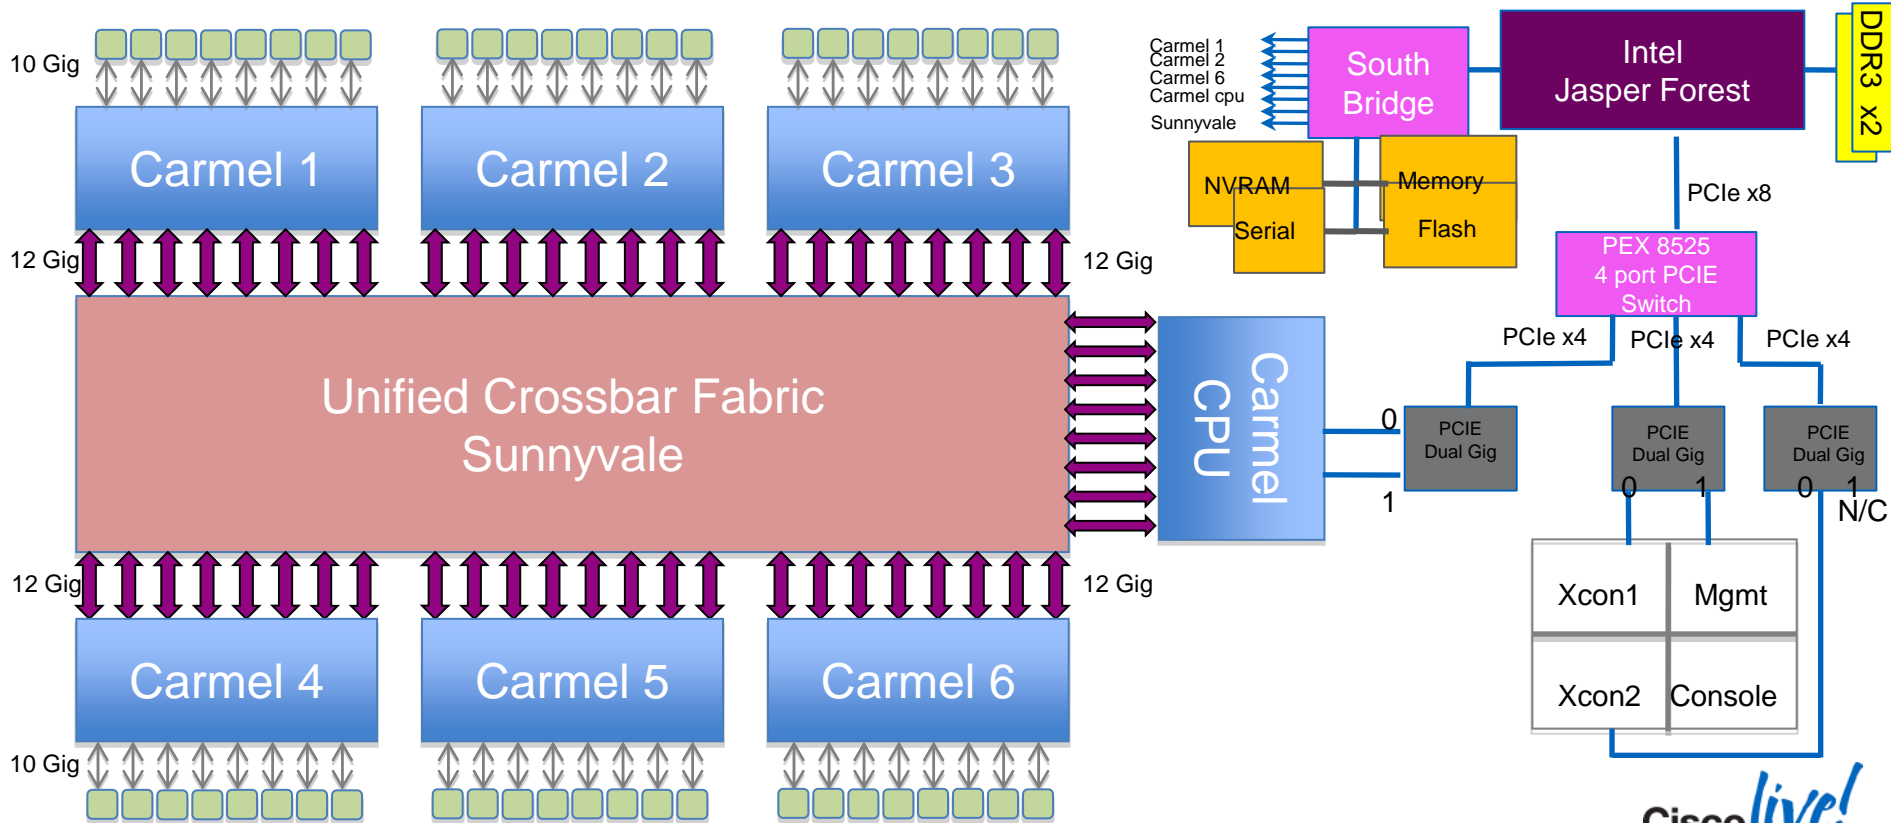 10 Gig
Carmel 1
Carmel 2
Carmel 3
12 Gig
12 Gig
Unified Crossbar Fabric
Sunnyvale
12 Gig
12 Gig
Carmel 4
Carmel 5
Carmel 6
10 Gig
Carmel
CPU
Carmel 1
Carmel 2
Carmel 6
Carmel cpu
Sunnyvale
South
Bridge
Intel
Jasper Forest
DDR3 x2
NVRAM
Memory
Serial
Flash
PCIe x8
PEX 8525
4 port PCIE
Switch
PCIe x4
PCIe x4
PCIe x4
0
1
PCIE
Dual Gig
PCIE
Dual Gig
0 1
PCIE
Dual Gig
0 1
N/C
Xcon1
Mgmt
Xcon2
Console
Cisco live!